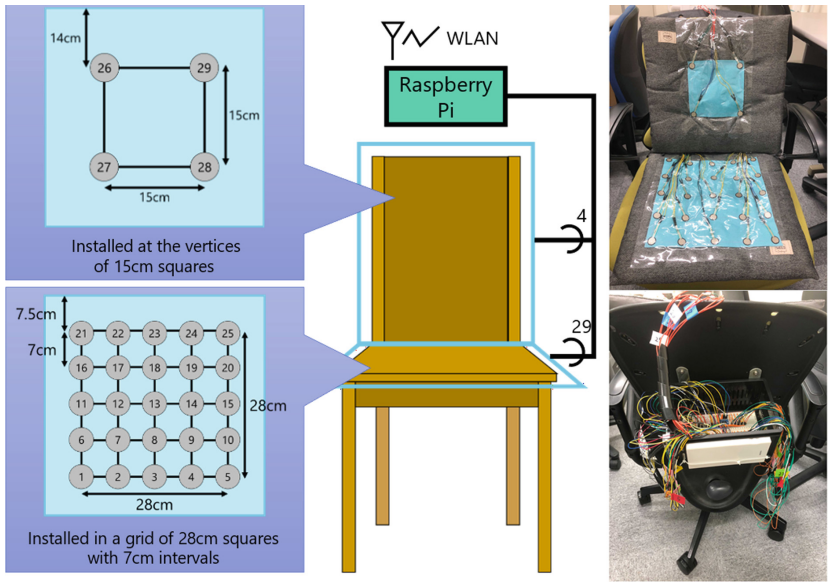 14cm
26 29
15cm
27 28
15cm
Installed at the vertices
of 15cm squares
7.5cm
21 22 23 24 25
7cm
16 17 18 19 20
11 12 13 14 15
28cm
6 7 8 9 10
1 2 3 4 5
28cm
Installed in a grid of 28cm squares
with 7cm intervals
WLAN
Raspberry
Pi
4
29